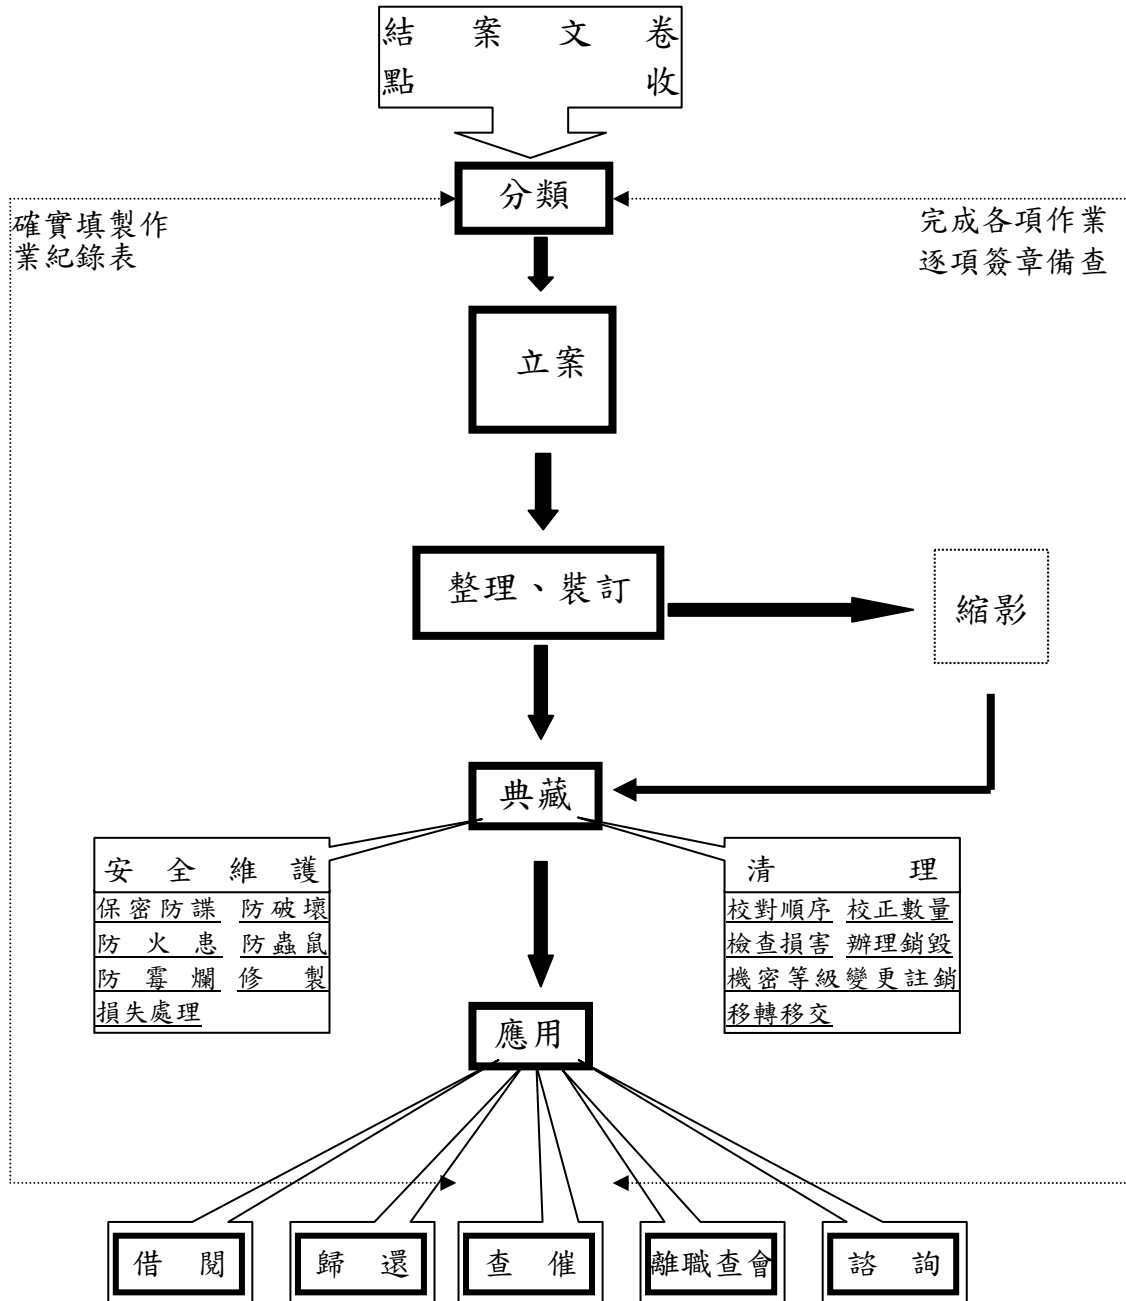 結案文卷
點收
分類
確實填製作
業紀錄表
完成各項作業
逐項簽章備查
立案
整理、裝訂
縮影
典藏
安全維護
保密防諜 防破壞
防火患 防蟲鼠
防霉爛 修製
損失處理
清理
校對順序 校正數量
檢查損害 辦理銷毀
機密等級變更註銷
移轉移交
應用
借閱
歸還
查催
離職查會
諮詢